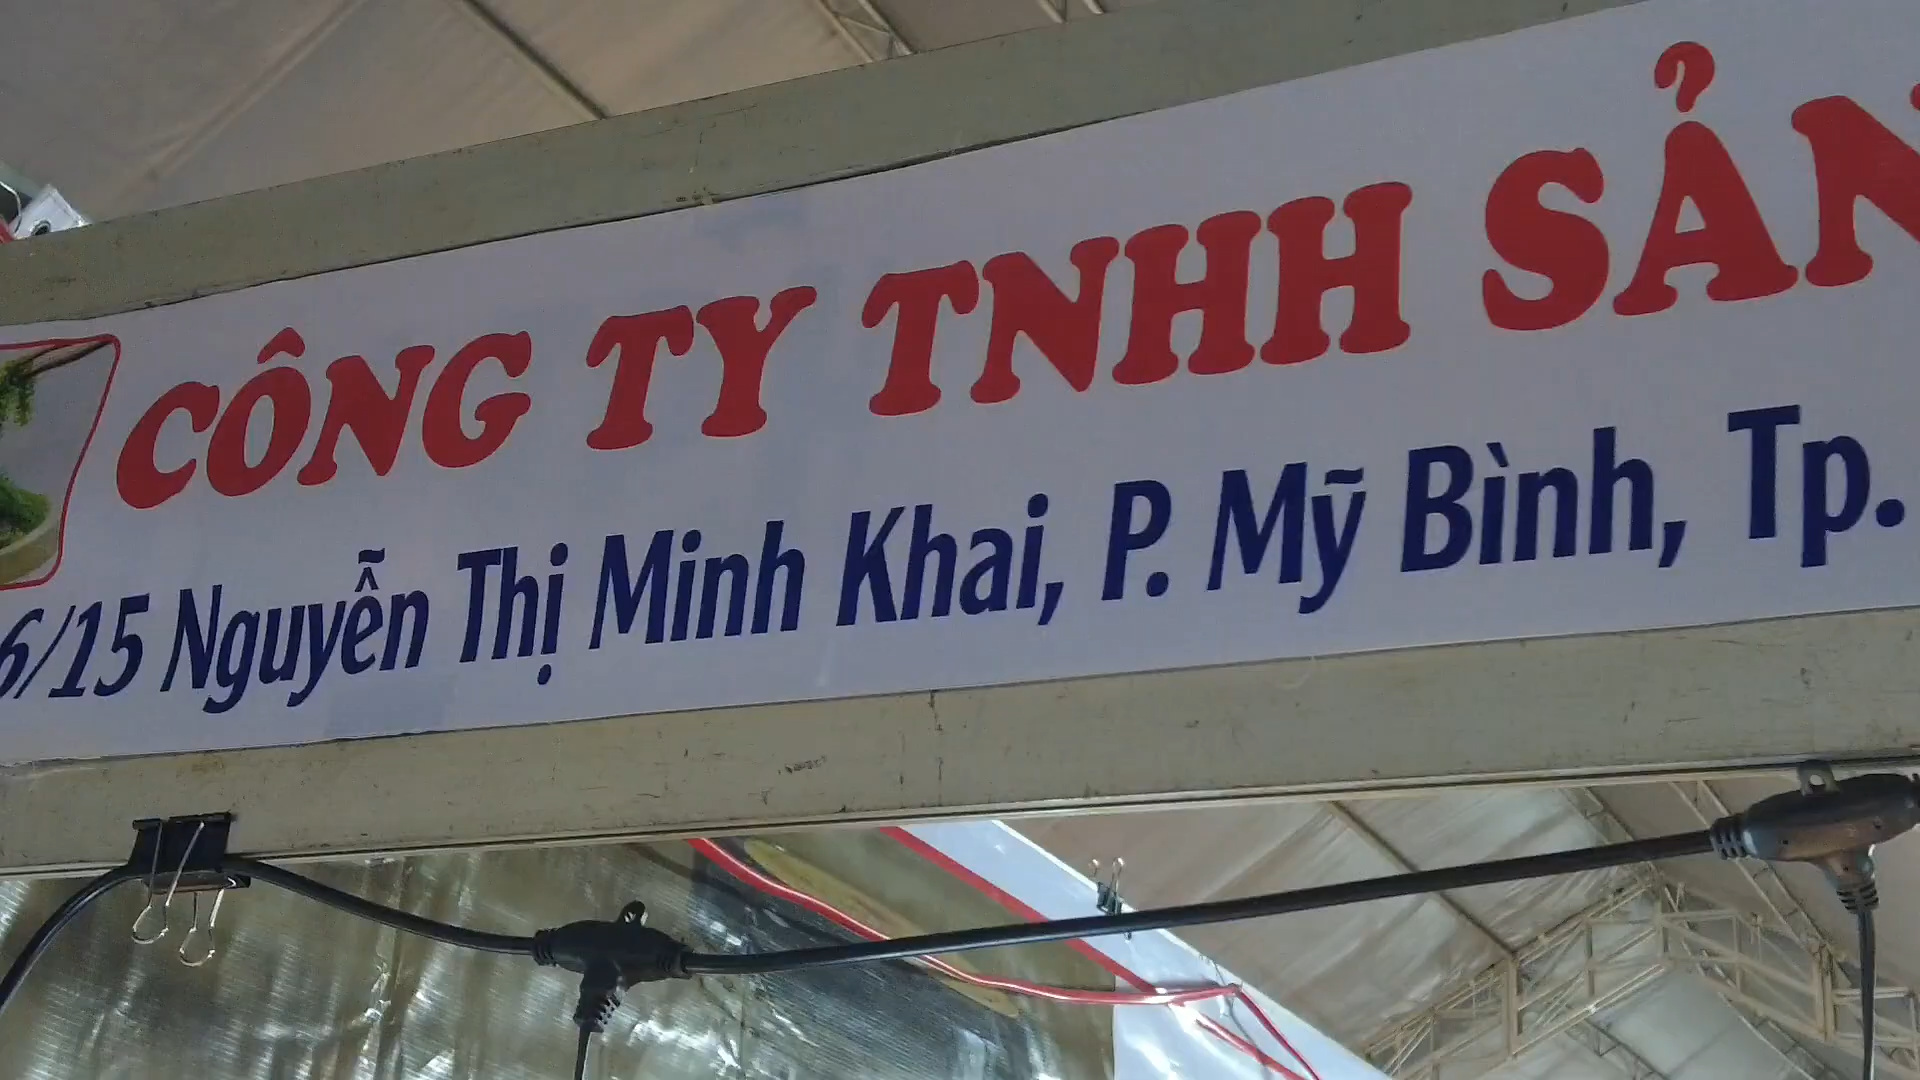 CÔNG TY TNHH SẢN
6/15 Nguyễn Thị Minh Khai, P. Mỹ Bình, Tp.